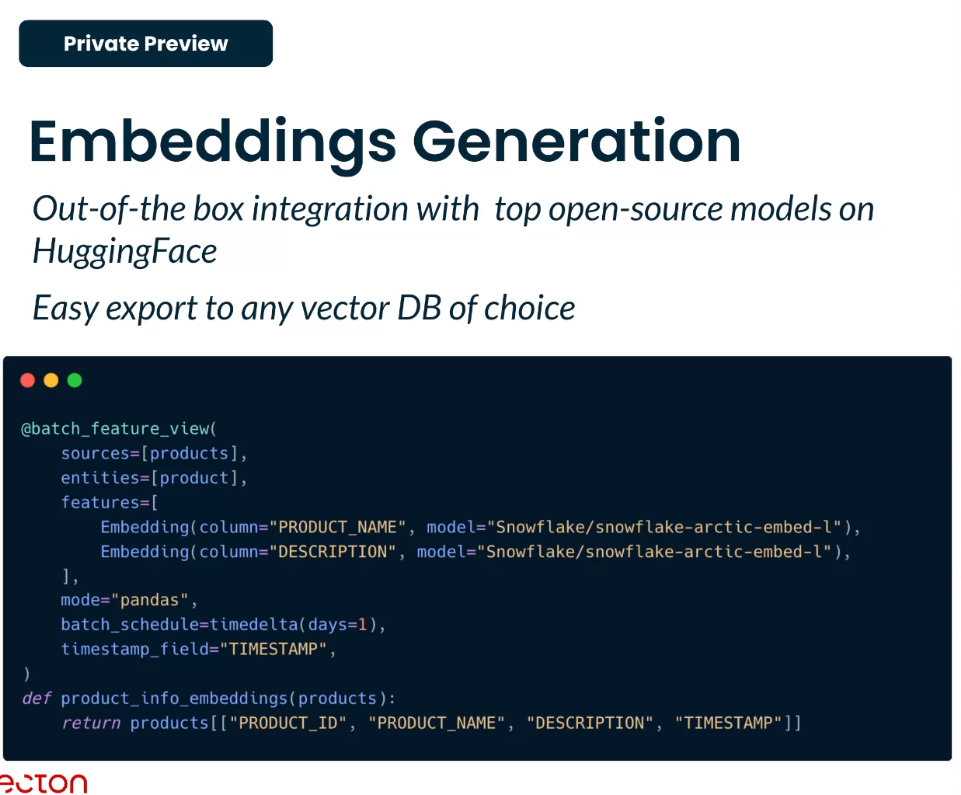 Private Preview
Embeddings Generation
Out-of-the box integration with  top open-source models on
HuggingFace
Easy export to any vector DB of choice
@batch_feature_view(
    sources=[products],
    entities=[product],
    features=[
        Embedding(column="PRODUCT_NAME", model="Snowflake/snowflake-arctic-embed-l"),
        Embedding(column="DESCRIPTION", model="Snowflake/snowflake-arctic-embed-l"),
    ],
    mode="pandas",
    batch_schedule=timedelta(days=1),
    timestamp_field="TIMESTAMP",
)
def product_info_embeddings(products):
    return products[["PRODUCT_ID", "PRODUCT_NAME", "DESCRIPTION", "TIMESTAMP"]]
ecton